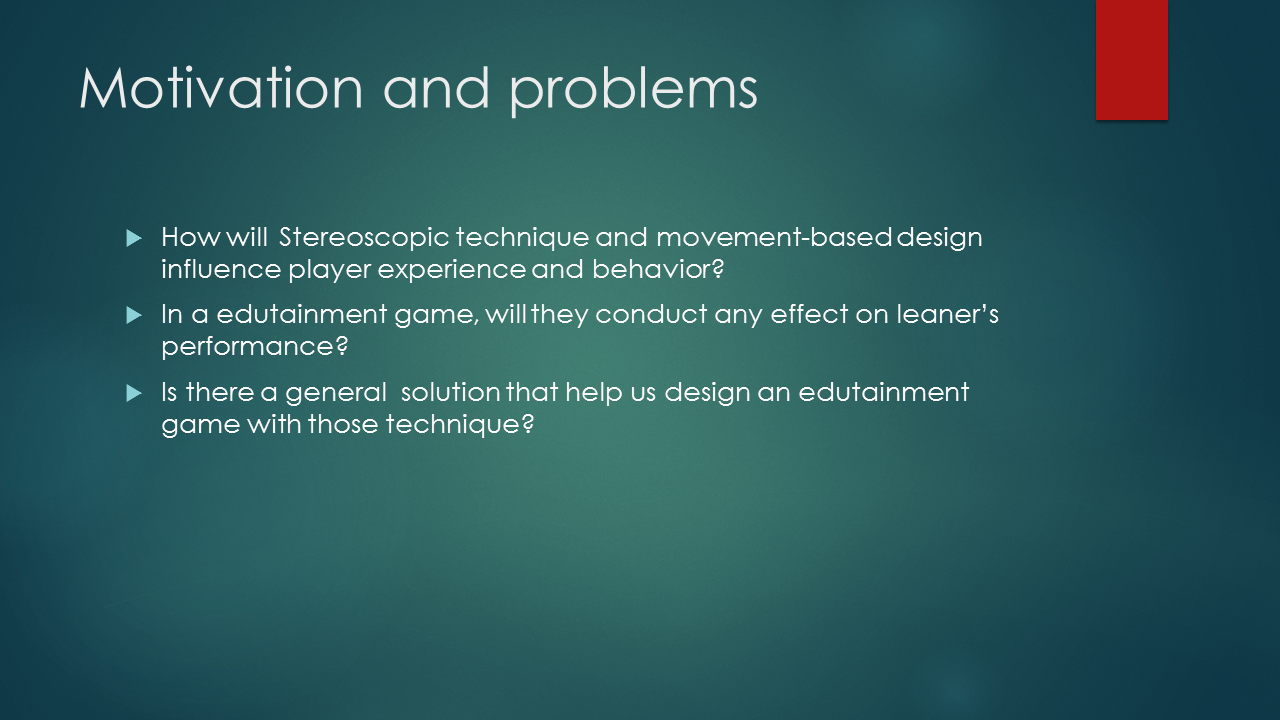 Motivation and problems
How will Stereoscopic technique and movement-based design
influence player experience and behavior?
In a edutainment game, will they conduct any effect on leaner's
performance?
Is there a general solution that help us design an edutainment
game with those technique?